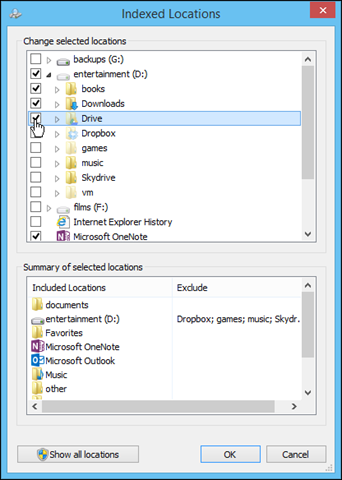 Indexed Locations
Change selected locations
backups (G:)
entertainment (D:)
books
Downloads
Drive
Dropbox
games
music
Skydrive
vm
films (F:)
Internet Explorer History
Microsoft OneNote
Summary of selected locations
Included Locations Exclude
documents
entertainment (D:) Dropbox; games; music; Skydr...
Favorites
Microsoft OneNote
Microsoft Outlook
Music
other
Show all locations OK Cancel